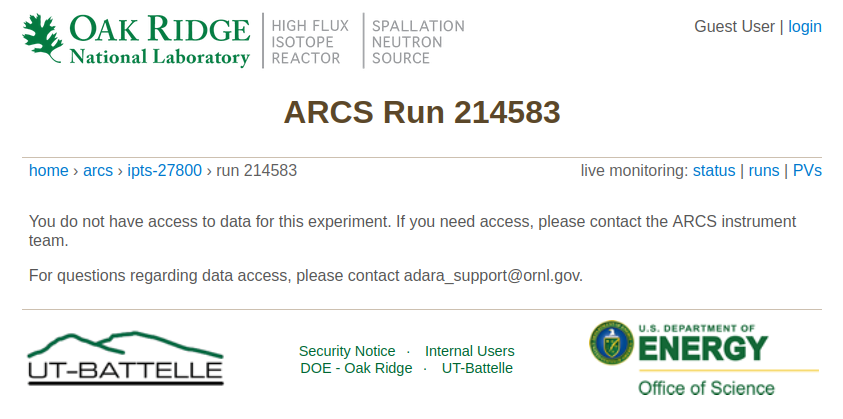 OAK RIDGE
National Laboratory
HIGH FLUX
ISOTOPE
REACTOR
SPALLATION
NEUTRON
SOURCE
Guest User | login
ARCS Run 214583
home › arcs › ipts-27800 › run 214583
live monitoring: status | runs | PVs
You do not have access to data for this experiment. If you need access, please contact the ARCS instrument
team.
For questions regarding data access, please contact adara_support@ornl.gov.
UT-BATTELLE
Security Notice · Internal Users
DOE - Oak Ridge · UT-Battelle
U.S. DEPARTMENT OF
ENERGY
Office of Science